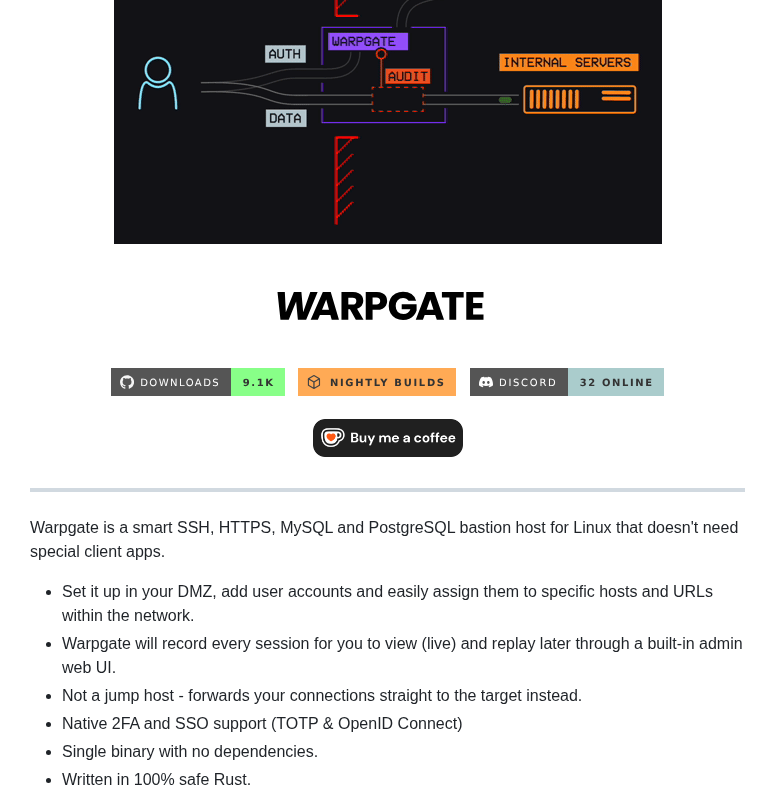 WARPGATE
AUTH
AUDIT
INTERNAL SERVERS
DATA
WARPGATE
DOWNLOADS 9.1K NIGHTLY BUILDS DISCORD 32 ONLINE
Buy me a coffee
Warpgate is a smart SSH, HTTPS, MySQL and PostgreSQL bastion host for Linux that doesn't need
special client apps.
• Set it up in your DMZ, add user accounts and easily assign them to specific hosts and URLs
within the network.
• Warpgate will record every session for you to view (live) and replay later through a built-in admin
web UI.
• Not a jump host - forwards your connections straight to the target instead.
• Native 2FA and SSO support (TOTP & OpenID Connect)
• Single binary with no dependencies.
• Written in 100% safe Rust.